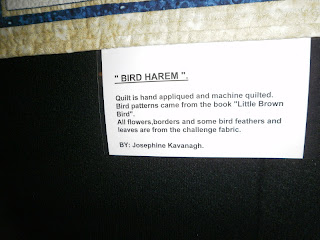 " BIRD HAREM ".
Quilt is hand appliqued and machine quilted.
Bird patterns came from the book "Little Brown
Bird".
All flowers,borders and some bird feathers and
leaves are from the challenge fabric.
BY: Josephine Kavanagh.